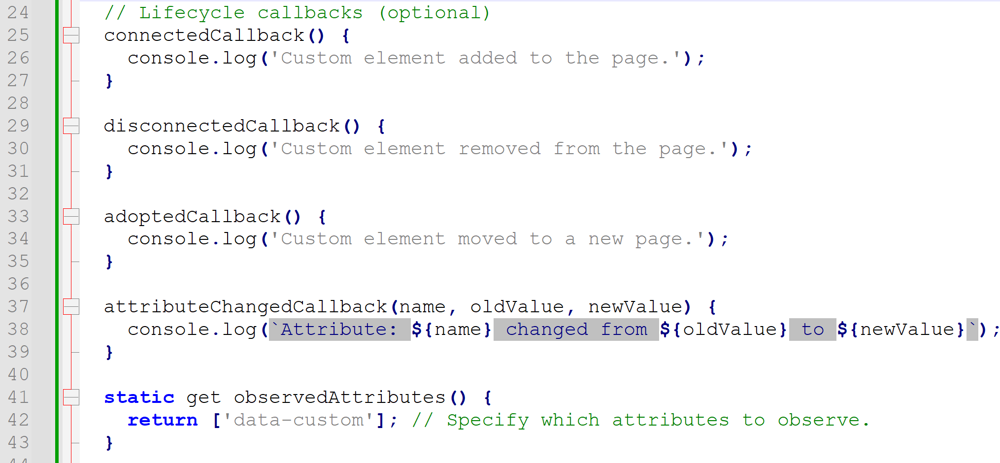 24 // Lifecycle callbacks (optional)
25 connectedCallback() {
26   console.log('Custom element added to the page.');
27 }
28
29 disconnectedCallback() {
30   console.log('Custom element removed from the page.');
31 }
32
33 adoptedCallback() {
34   console.log('Custom element moved to a new page.');
35 }
36
37 attributeChangedCallback(name, oldValue, newValue) {
38   console.log(`Attribute: ${name} changed from ${oldValue} to ${newValue}`);
39 }
40
41 static get observedAttributes() {
42   return ['data-custom']; // Specify which attributes to observe.
43 }
44